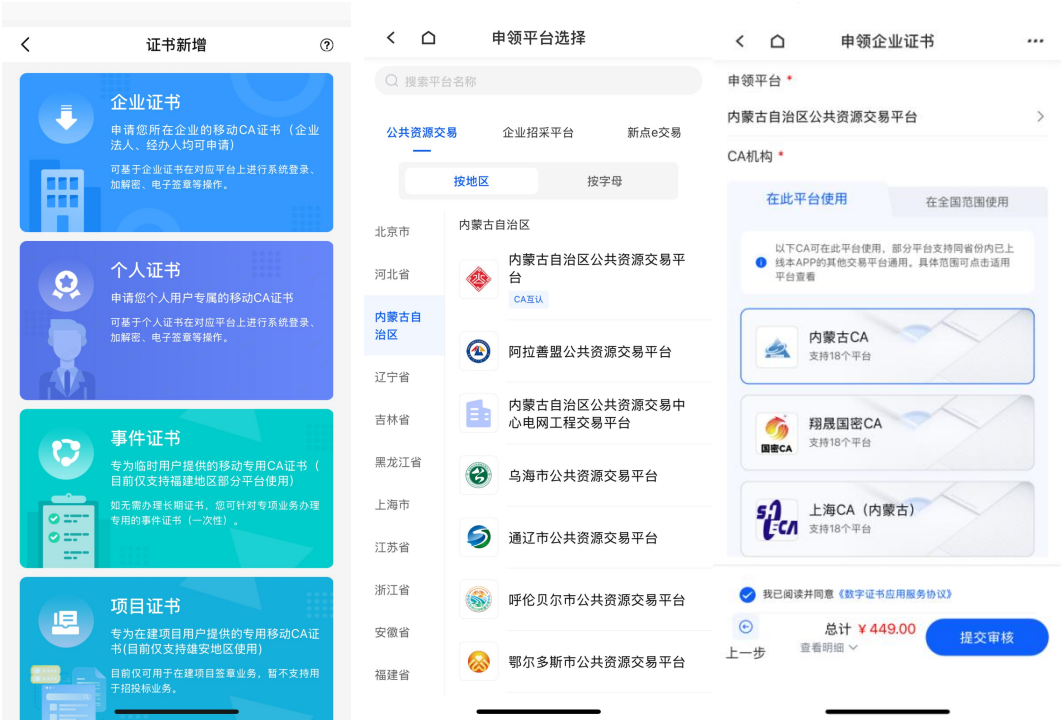 证书新增
企业证书
申请您所在企业的移动CA证书（企业
法人、经办人均可申请)
可基于企业证书在对应平台上进行系统登录、
加解密、电子签章等操作。
个人证书
申请您个人用户专属的移动CA证书
可基于个人证书在对应平台上进行系统登录、
加解密、电子签章等操作。
事件证书
专为临时用户提供的移动专用CA证书（
目前仅支持福建地区部分平台使用）
如无需办理长期证书，您可针对专项业务办理
专用的事件证书（一次性）。
项目证书
专为在建项目用户提供的专用移动CA证
书(目前仅支持雄安地区使用)
目前仅可用于在建项目签章业务，暂不支持用
于招投标业务。
申领平台选择
搜索平台名称
公共资源交易 企业招采平台 新点e交易
按地区 按字母
北京市
河北省
内蒙古自
治区
辽宁省
吉林省
黑龙江省
上海市
江苏省
浙江省
安徽省
福建省
内蒙古自治区
内蒙古自治区公共资源交易平
台
CA互认
阿拉善盟公共资源交易平台
内蒙古自治区公共资源交易中
心电网工程交易平台
乌海市公共资源交易平台
通辽市公共资源交易平台
呼伦贝尔市公共资源交易平台
鄂尔多斯市公共资源交易平台
申领企业证书
申领平台 *
内蒙古自治区公共资源交易平台
CA机构 *
在此平台使用 在全国范围使用
以下CA可在此平台使用，部分平台支持同省份内已上
线本APP的其他交易平台通用，具体范围可点击适用
平台查看
内蒙古CA
支持18个平台
国密CA
翔晟国密CA
支持18个平台
上海CA（内蒙古）
支持18个平台
我已阅读并同意《数字证书应用服务协议》
上一步
总计 ¥ 449.00
查看明细
提交审核